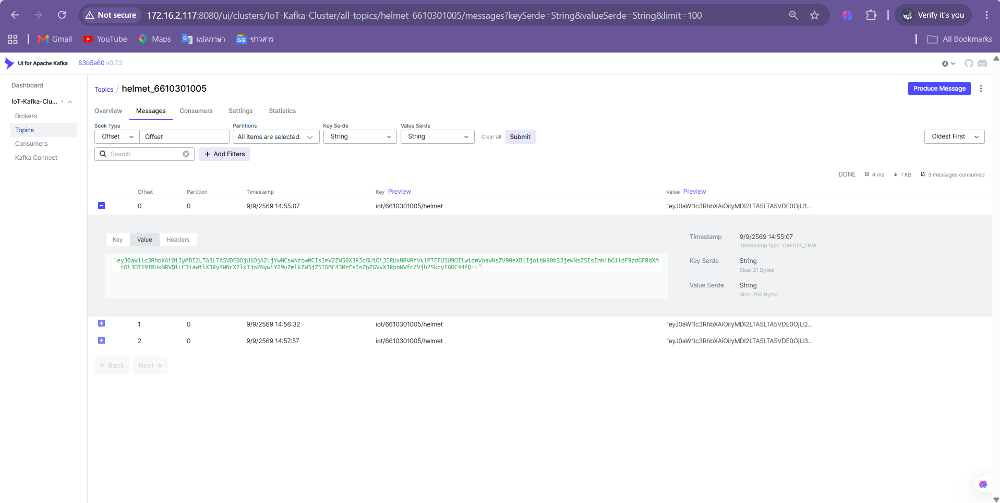 Not secure
172.16.2.117:8080/ui/clusters/IoT-Kafka-Cluster/all-topics/helmet_6610301005/messages?keySerde=String&valueSerde=String&limit=100
Verify it's you
Gmail
YouTube
Maps
แปลภาษา
ข่าวสาร
All Bookmarks
UI for Apache Kafka
83b5a60 v0.7.2
A
Dashboard
IoT-Kafka-Clu...
Brokers
Topics
Consumers
Kafka Connect
Topics / helmet_6610301005
Produce Message
Overview Messages Consumers Settings Statistics
Seek Type Partitions Key Serde Value Serde
Offset Offset All items are selected. String String Clear all Submit Oldest First
Search + Add Filters
DONE 4 ms 1 KB 3 messages consumed
Offset Partition Timestamp Key Preview Value Preview
0 0 9/9/2569 14:55:07 iot/6610301005/helmet "eyJ0aW1lc3RhbXAiOiIyMDI2LTA5LTA5VDE0OjU1...
Key Value Headers
"eyJ0aW1lc3RhbXAiOiIyMDI2LTA5LTA5VDE0OjU1OjA2LjYwNCswNzowMCIsImV2ZW50X3R5cGUiOiJIRUxNRVRfVklPTEFUSU9OIiwidmVoaWNsZV90eXBlIjoibW90b3JjeWNsZSIsImhlbG1ldF9zdGF0dXM
iOiJOT19IRUxNRVQiLCJiaWtlX3RyYWNrX2lkIjo2NywiY29uZmlkZW5jZSI6MC43MzEsInZpZGVvX3RpbWVfc2Vjb25kcyI6OC44fQ=="
Timestamp 9/9/2569 14:55:07
Timestamp type: CREATE_TIME
Key Serde String
Size: 21 Bytes
Value Serde String
Size: 266 Bytes
1 0 9/9/2569 14:56:32 iot/6610301005/helmet "eyJ0aW1lc3RhbXAiOiIyMDI2LTA5LTA5VDE0OjU2...
2 0 9/9/2569 14:57:57 iot/6610301005/helmet "eyJ0aW1lc3RhbXAiOiIyMDI2LTA5LTA5VDE0OjU3...
← Back Next →